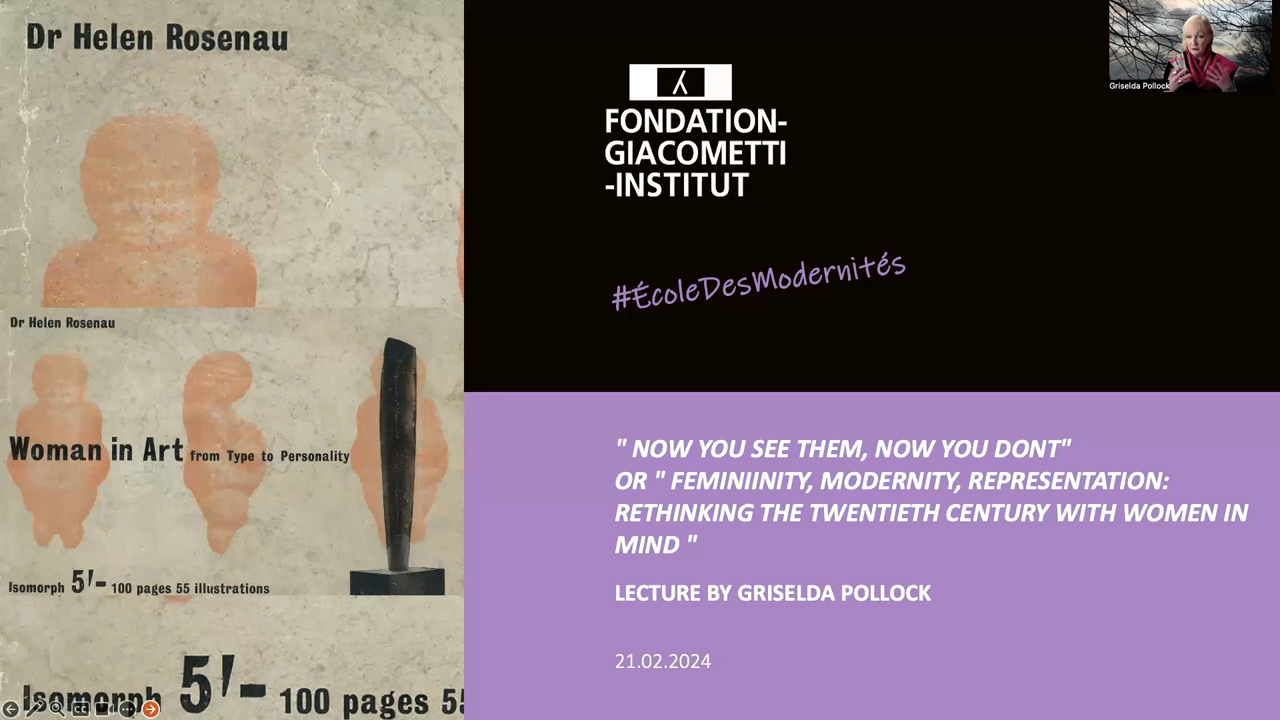 Dr Helen Rosenau
Dr Helen Rosenau
Woman in Art from Type to Personality
Isomorph 5/- 100 pages 55 illustrations
Isomorph 5/- 100 pages 5
FONDATION-
GIACOMETTI
-INSTITUT
#ÉcoleDesModernités
" NOW YOU SEE THEM, NOW YOU DONT"
OR " FEMINIINITY, MODERNITY, REPRESENTATION:
RETHINKING THE TWENTIETH CENTURY WITH WOMEN IN
MIND "
LECTURE BY GRISELDA POLLOCK
21.02.2024
Griselda Pollock